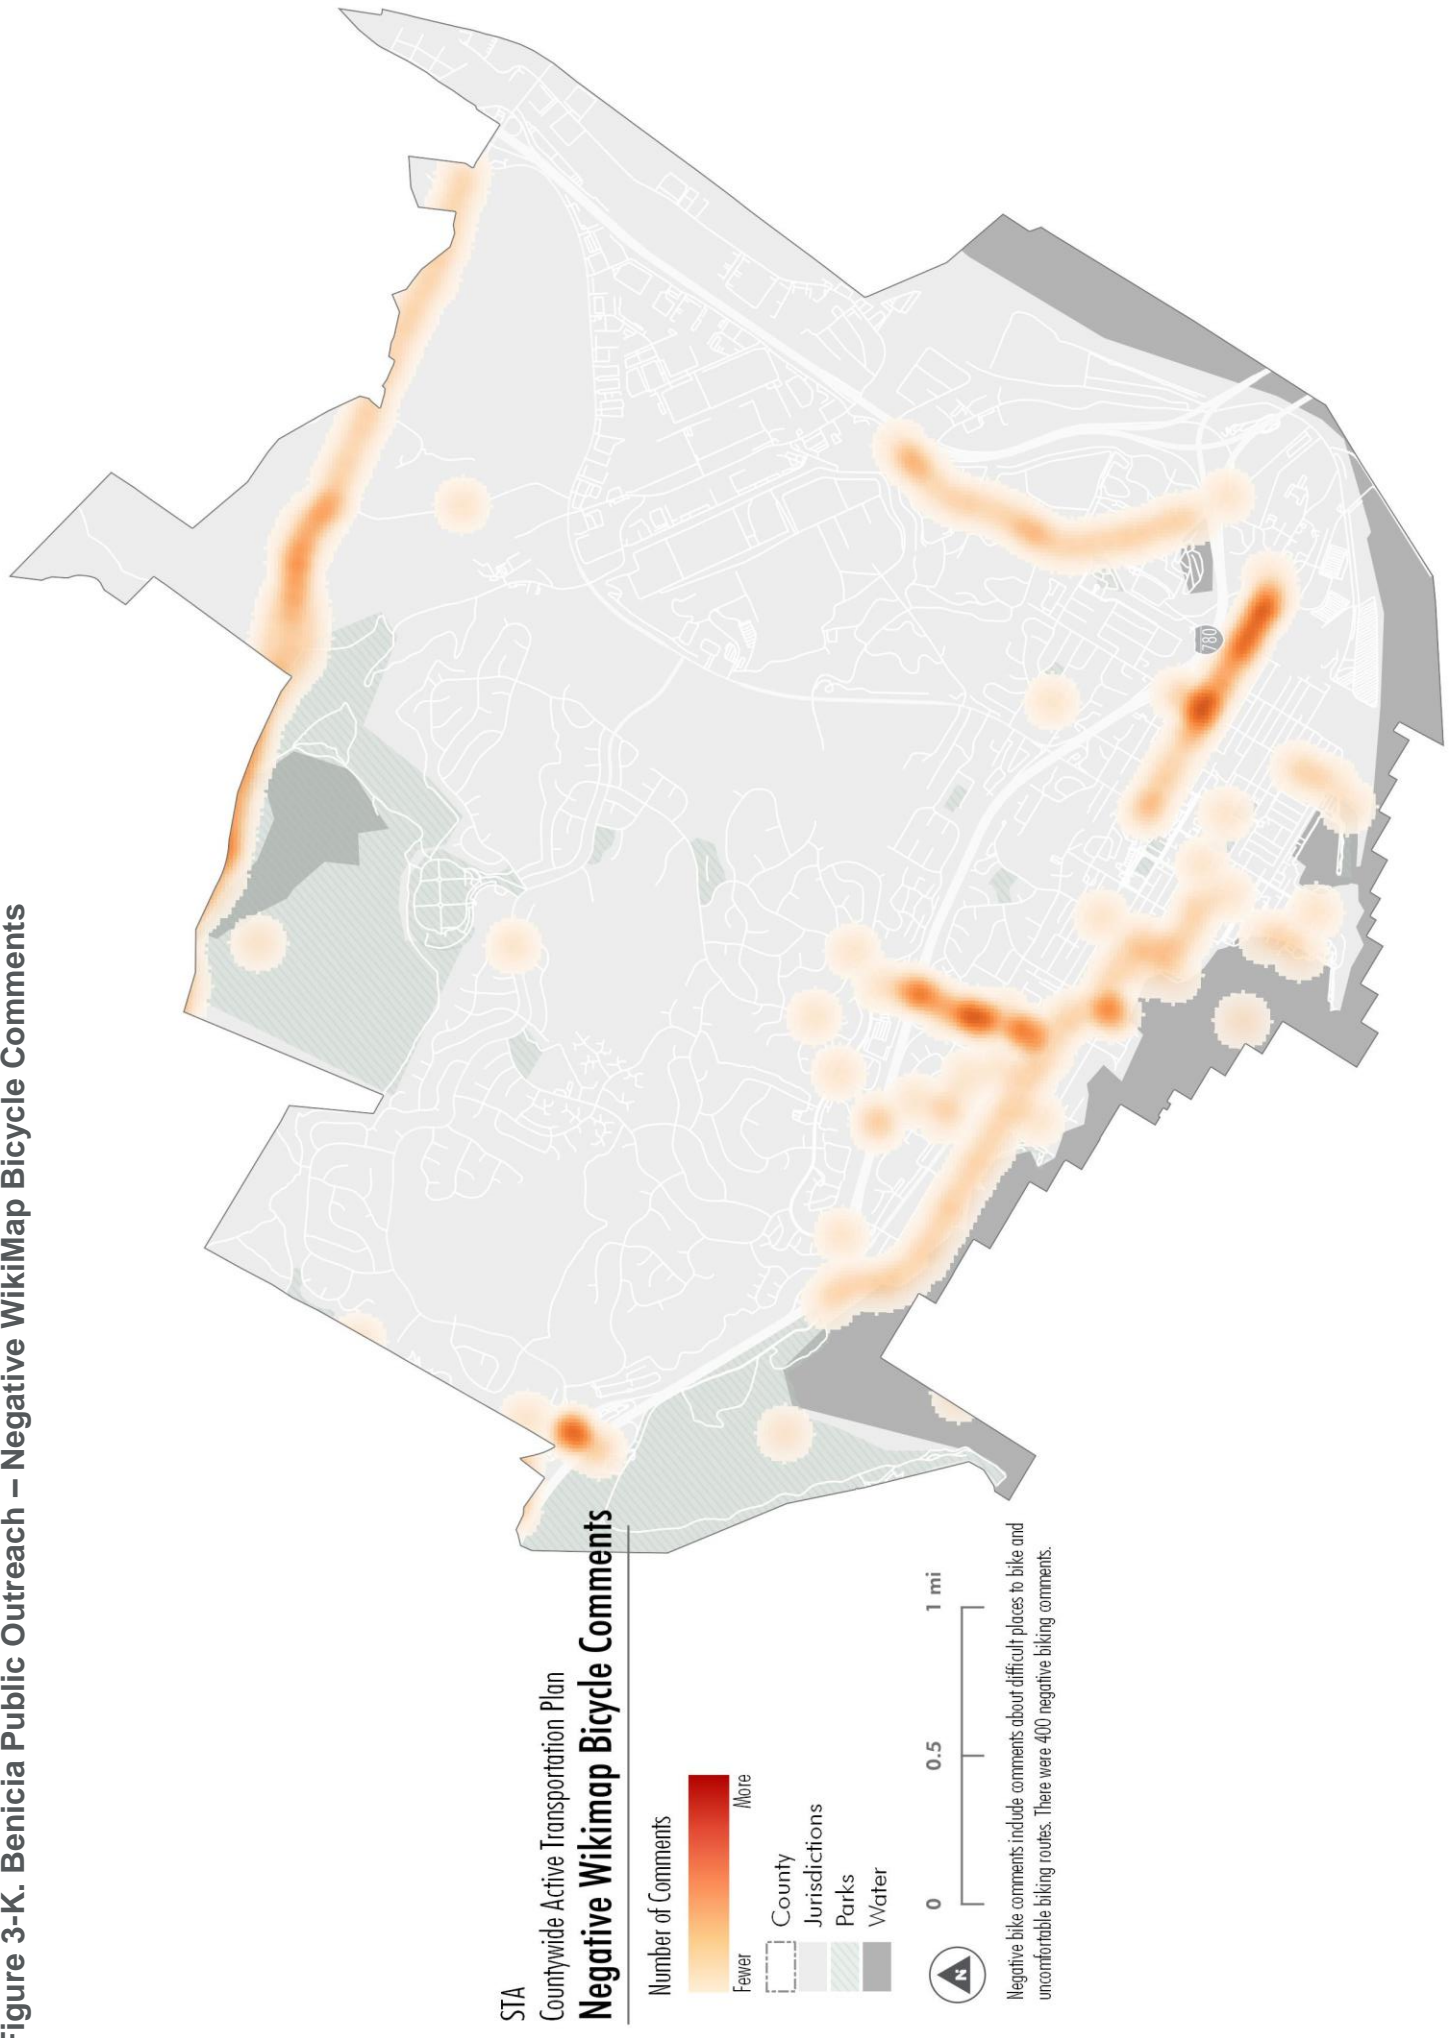 Figure 3-K. Benicia Public Outreach – Negative WikiMap Bicycle Comments
STA
Countywide Active Transportation Plan
Negative Wikimap Bicycle Comments
Number of Comments
Fewer
More
County
Jurisdictions
Parks
Water
N
0
0.5
1 mi
Negative bike comments include comments about difficult places to bike and
uncomfortable biking routes. There were 400 negative biking comments.
780